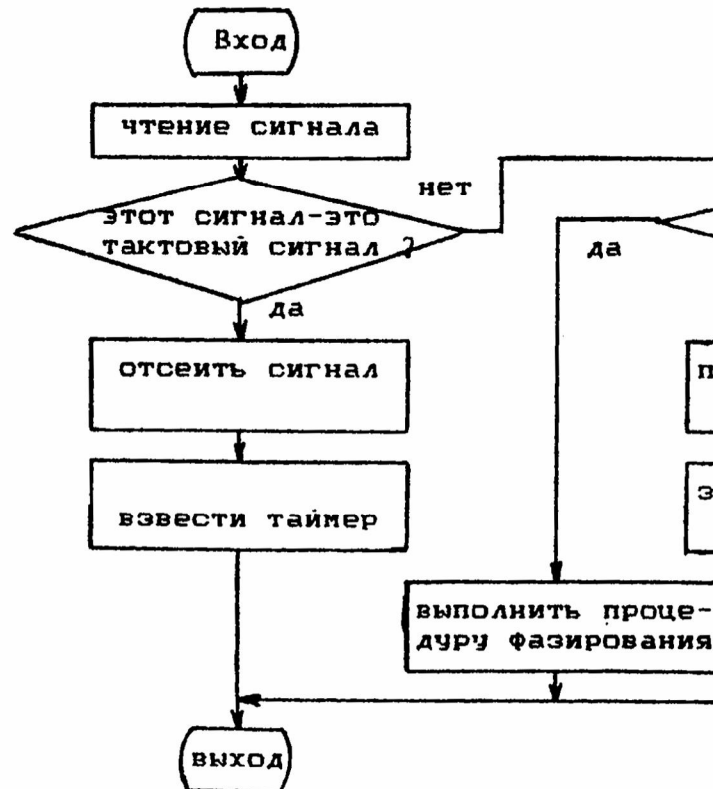 Вход
чтение сигнала
нет
этот сигнал-это
тактовый сигнал ?
да
да
отсеить сигнал
п
з
взвести таймер
выполнить проце-
дуру фазирования
выход